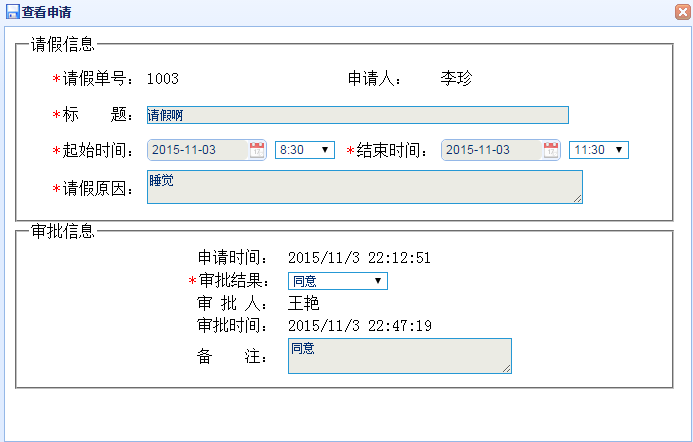 查看申请
请假信息
*请假单号： 1003 申请人： 李珍
*标 题： 请假啊
*起始时间： 2015-11-03 8:30 *结束时间： 2015-11-03 11:30
*请假原因： 睡觉
审批信息
申请时间： 2015/11/3 22:12:51
*审批结果： 同意
审 批 人： 王艳
审批时间： 2015/11/3 22:47:19
备 注： 同意